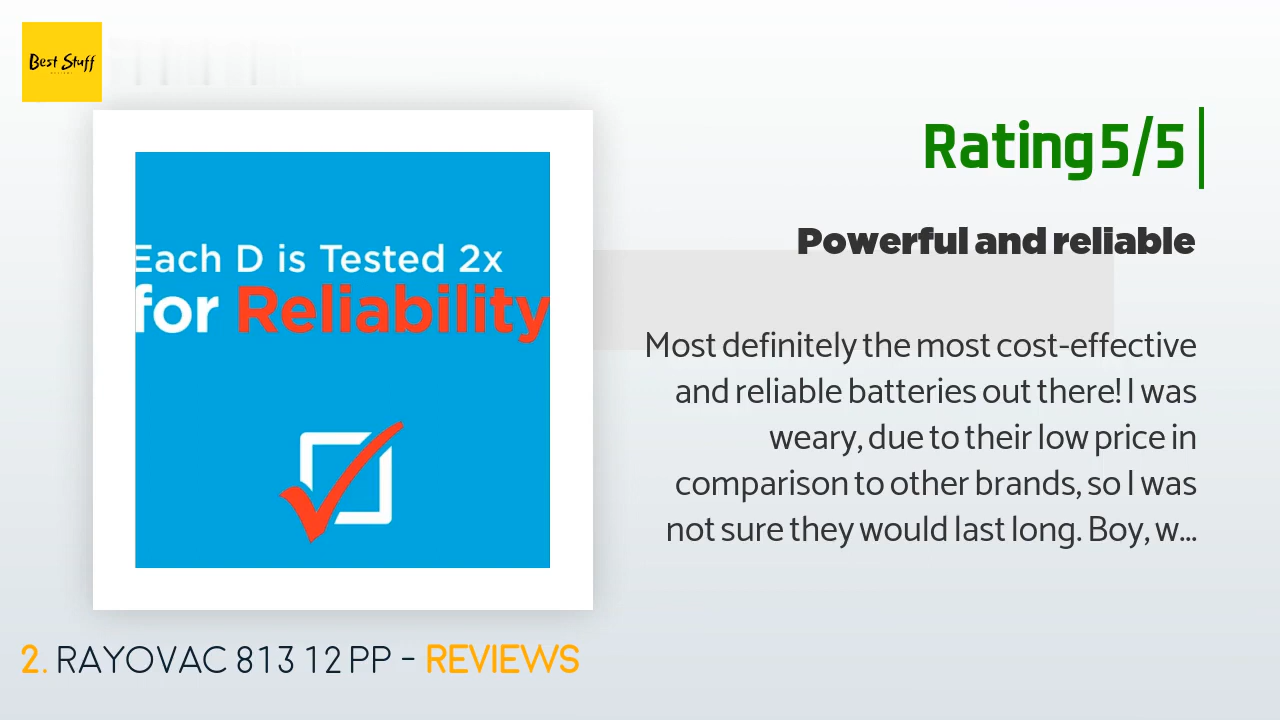 Best Stuff
Each D is Tested 2x
for Reliability
Rating 5/5
Powerful and reliable
Most definitely the most cost-effective
and reliable batteries out there! I was
weary, due to their low price in
comparison to other brands, so I was
not sure they would last long. Boy, w...
2. RAYOVAC 813 12 PP - REVIEWS